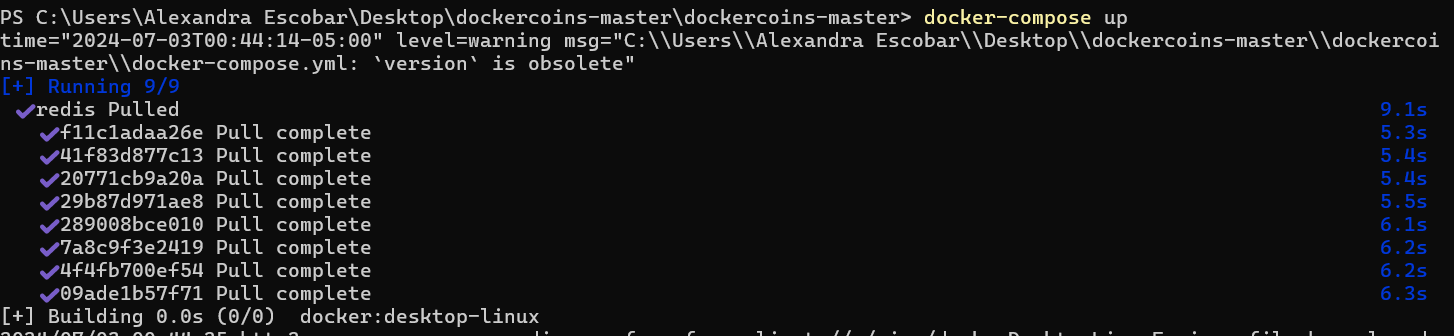 PS C:\Users\Alexandra Escobar\Desktop\dockercoins-master\dockercoins-master> docker-compose up
time="2024-07-03T00:44:14-05:00" level=warning msg="C:\\Users\\Alexandra Escobar\\Desktop\\dockercoins-master\\dockercoi
ns-master\\docker-compose.yml: `version` is obsolete"
[+] Running 9/9
✔redis Pulled 9.1s
✔f11c1adaa26e Pull complete 5.3s
✔41f83d877c13 Pull complete 5.4s
✔20771cb9a20a Pull complete 5.4s
✔29b87d971ae8 Pull complete 5.5s
✔289008bce010 Pull complete 6.1s
✔7a8c9f3e2419 Pull complete 6.2s
✔4f4fb700ef54 Pull complete 6.2s
✔09ade1b57f71 Pull complete 6.3s
[+] Building 0.0s (0/0) docker:desktop-linux